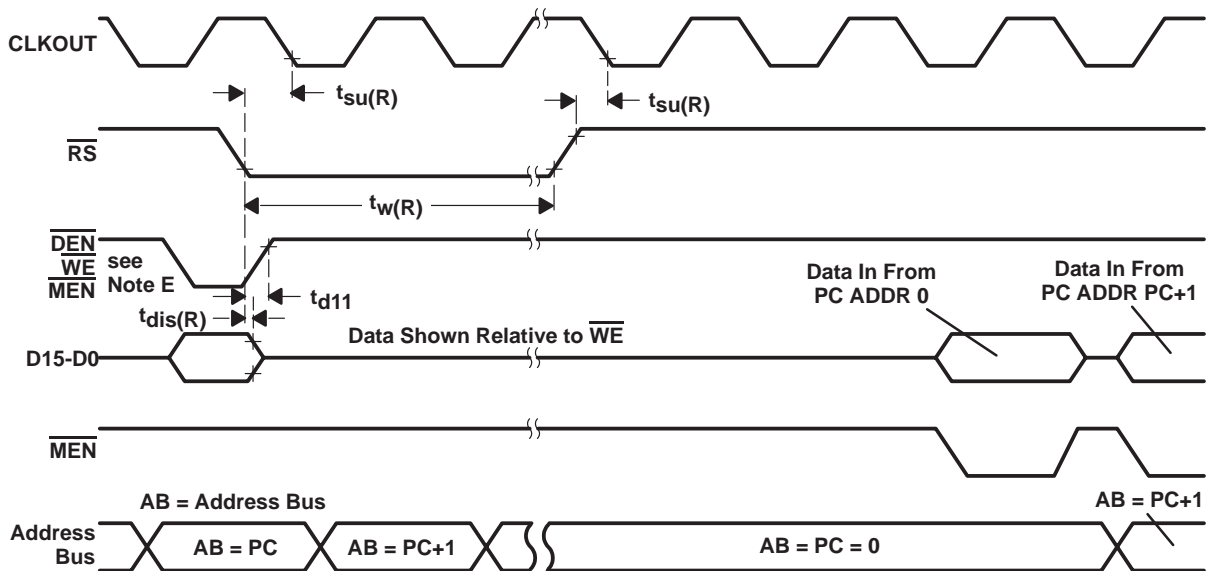 CLKOUT
tsu(R)
tsu(R)
RS
tw(R)
DEN
WE
MEN
see
Note E
td11
tdis(R)
Data In From
PC ADDR 0
Data In From
PC ADDR PC+1
Data Shown Relative to WE
D15-D0
MEN
AB = Address Bus
AB = PC+1
Address
Bus
AB = PC
AB = PC+1
AB = PC = 0